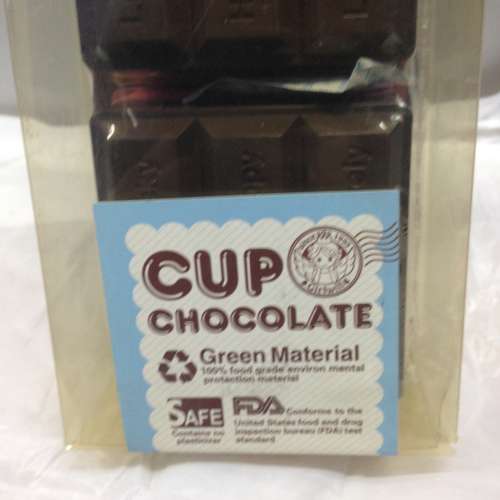 CUP
CHOCOLATE
Green Material
100% food grade environ mental
protection material
SAFE
Contains no
plasticizer
FDA Conforme to the
United States food and drug
inspection bureau (FDA) test
standard